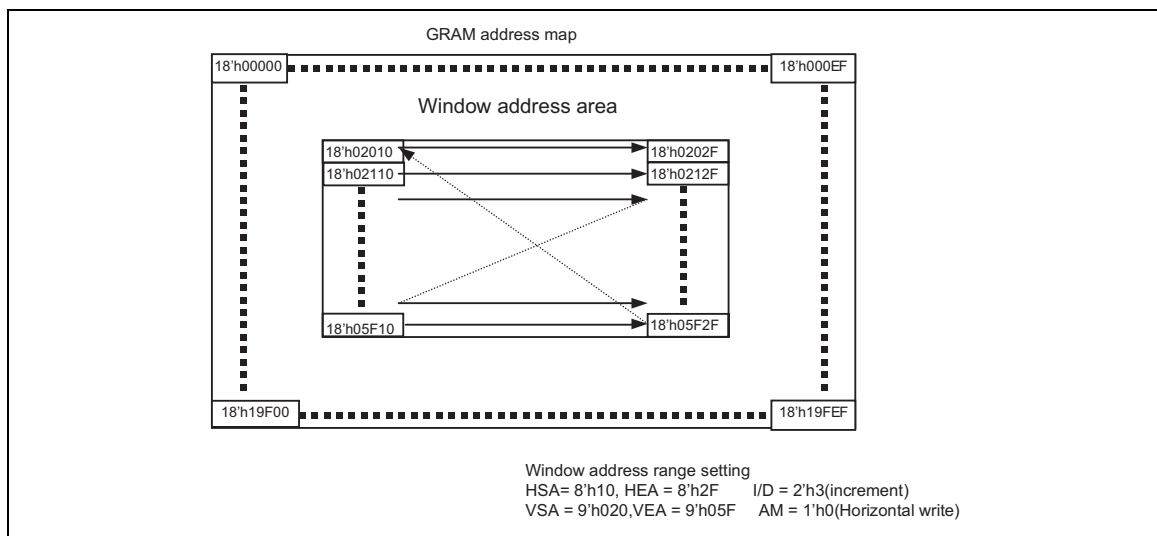 GRAM address map
18’h00000
18’h000EF
Window address area
18’h02010
18’h0202F
18’h02110
18’h0212F
18’h05F10
18’h05F2F
18’h19F00
18’h19FEF
Window address range setting
HSA= 8’h10, HEA = 8’h2F I/D = 2’h3(increment)
VSA = 9’h020,VEA = 9’h05F AM = 1’h0(Horizontal write)